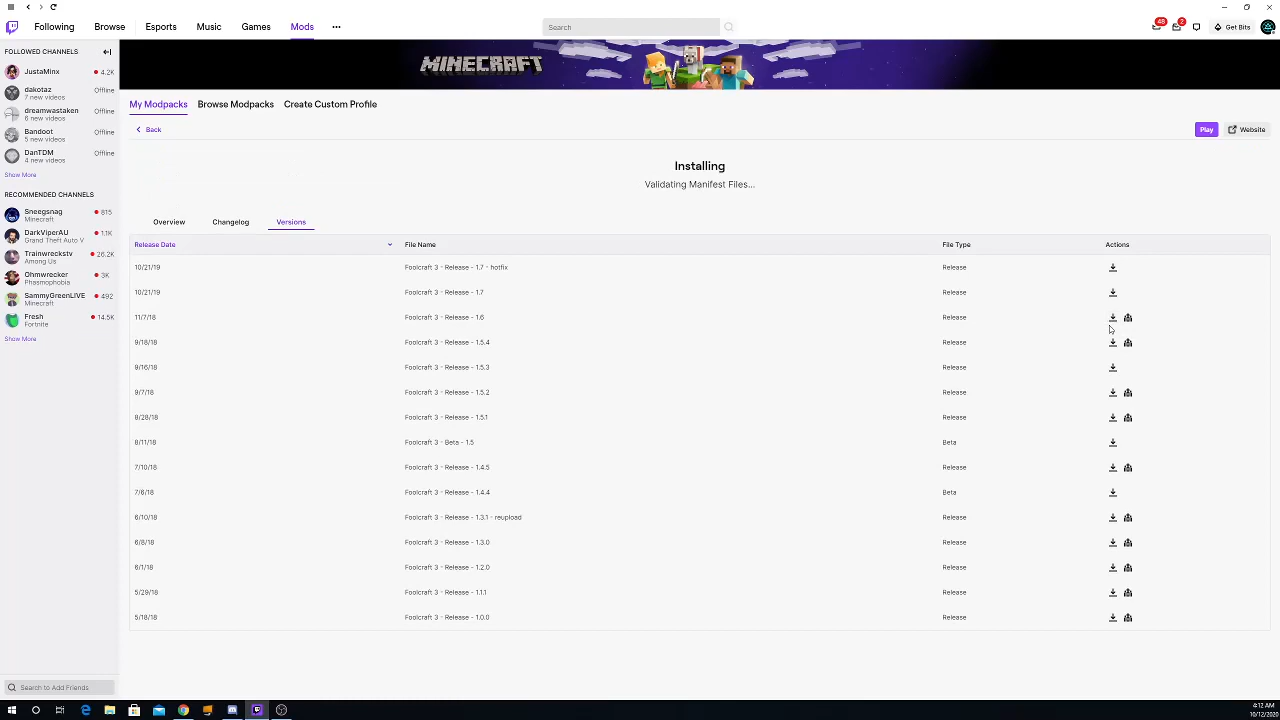 Following Browse Esports Music Games Mods Search 48 2 Get Bits
FOLLOWED CHANNELS
JustaMinx 4.2K
dakotaz Offline
7 new videos
dreamwastaken Offline
6 new videos
Bandoot Offline
5 new videos
DanTDM Offline
4 new videos
Show More
RECOMMENDED CHANNELS
Sneegsnag 815
Minecraft
DarkViperAU 1.1K
Grand Theft Auto V
Trainwreckstv 26.2K
Among Us
Ohmwrecker 3K
Phasmophobia
SammyGreenLIVE 492
Minecraft
Fresh 14.5K
Fortnite
Show More
Search to Add Friends
MINECRAFT
My Modpacks Browse Modpacks Create Custom Profile
Back Play Website
Installing
Validating Manifest Files...
Overview Changelog Versions
Release Date File Name File Type Actions
10/21/19 Foolcraft 3 - Release - 1.7 - hotfix Release
10/21/19 Foolcraft 3 - Release - 1.7 Release
11/7/18 Foolcraft 3 - Release - 1.6 Release
9/18/18 Foolcraft 3 - Release - 1.5.4 Release
9/16/18 Foolcraft 3 - Release - 1.5.3 Release
9/7/18 Foolcraft 3 - Release - 1.5.2 Release
8/28/18 Foolcraft 3 - Release - 1.5.1 Release
8/11/18 Foolcraft 3 - Beta - 1.5 Beta
7/10/18 Foolcraft 3 - Release - 1.4.5 Release
7/6/18 Foolcraft 3 - Release - 1.4.4 Beta
6/10/18 Foolcraft 3 - Release - 1.3.1 - reupload Release
6/8/18 Foolcraft 3 - Release - 1.3.0 Release
6/1/18 Foolcraft 3 - Release - 1.2.0 Release
5/29/18 Foolcraft 3 - Release - 1.1.1 Release
5/18/18 Foolcraft 3 - Release - 1.0.0 Release
4:12 AM
10/12/2020